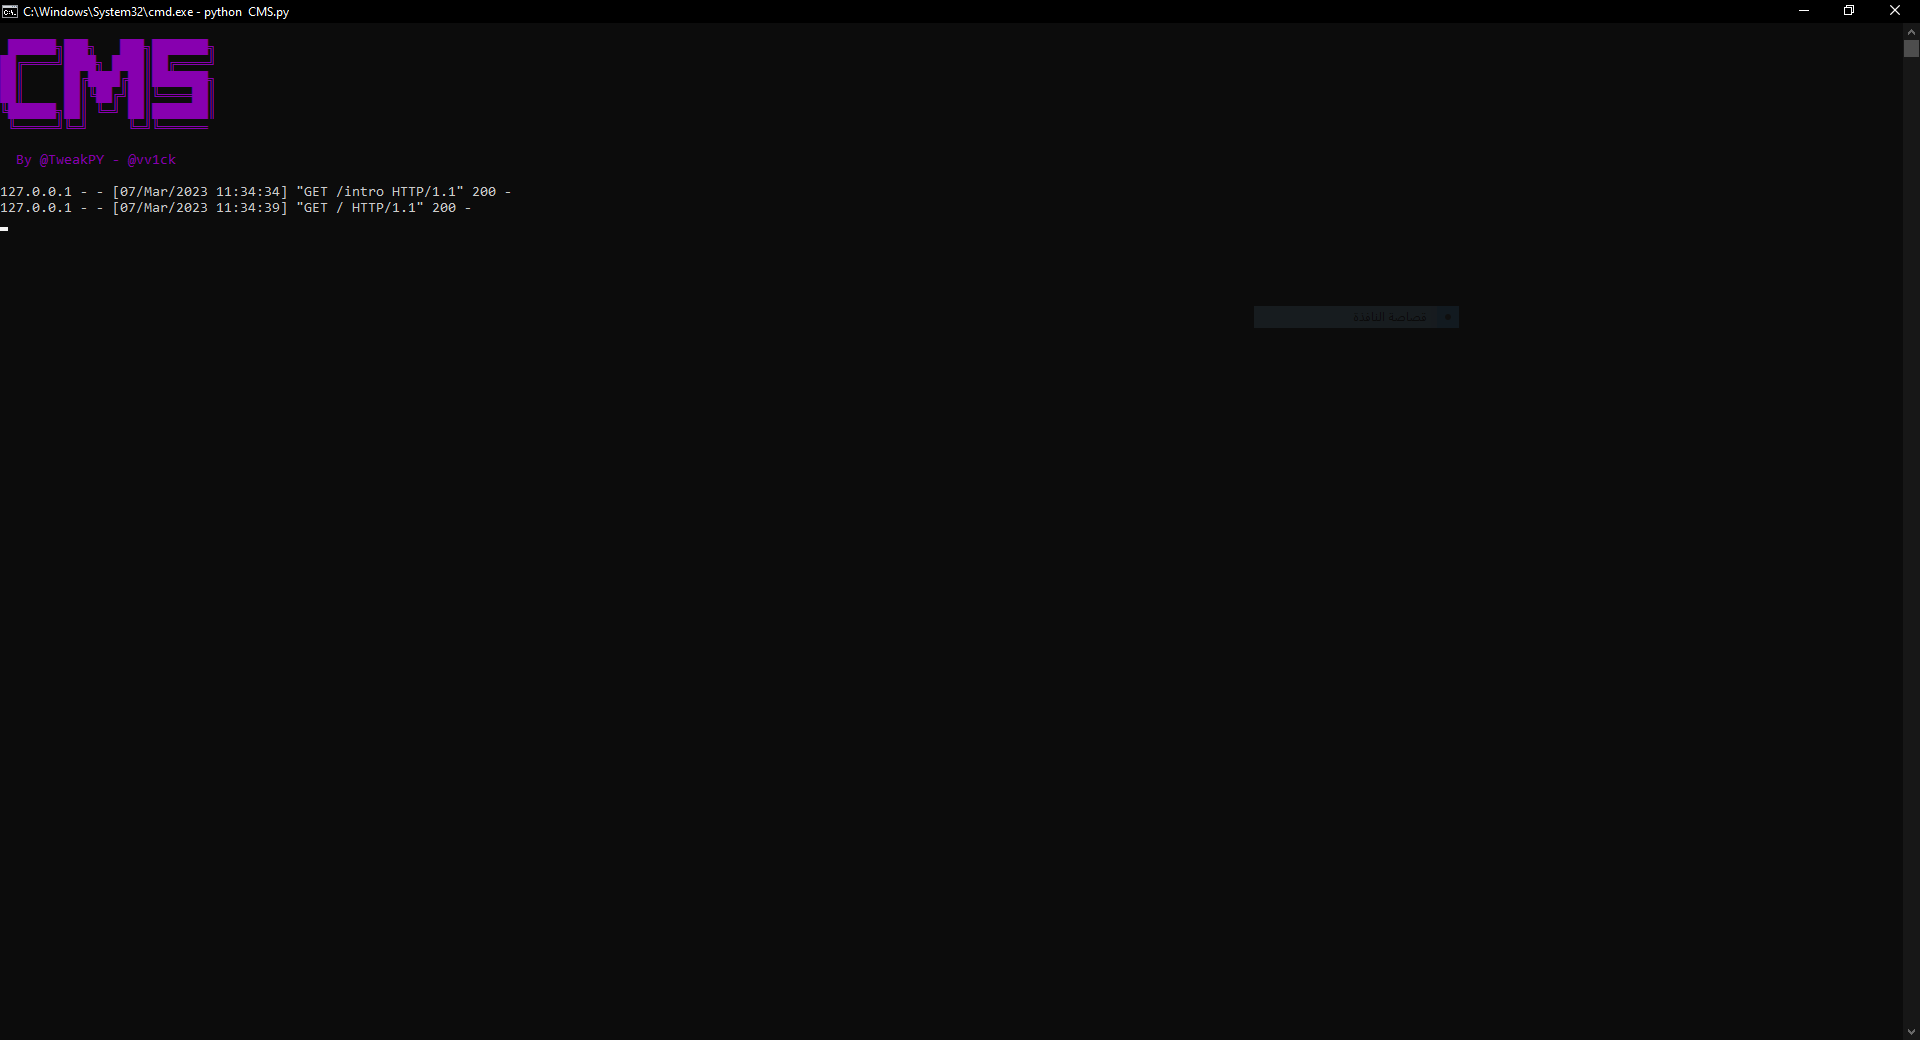 C:\Windows\System32\cmd.exe - python  CMS.py
CMS
By @TweakPY - @vv1ck
127.0.0.1 - - [07/Mar/2023 11:34:34] "GET /intro HTTP/1.1" 200 -
127.0.0.1 - - [07/Mar/2023 11:34:39] "GET / HTTP/1.1" 200 -
قصاصة النافذة